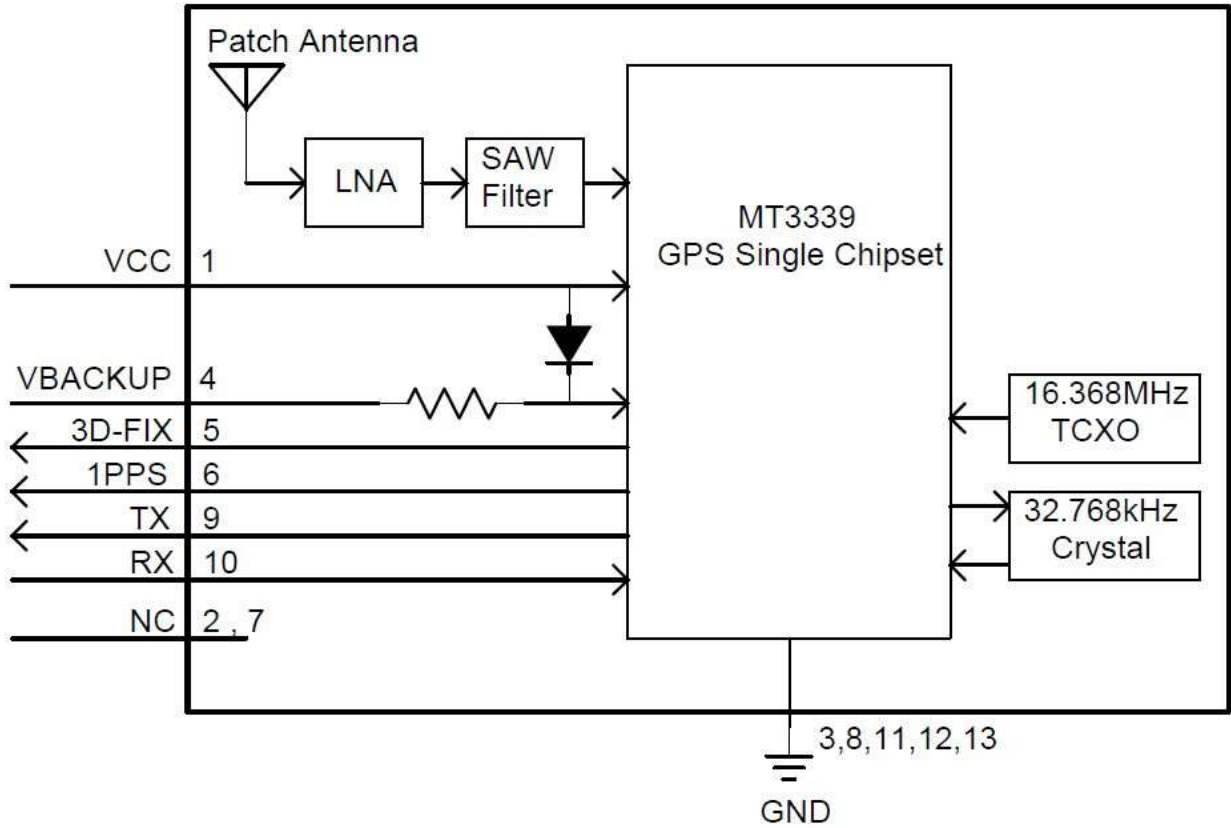 Patch Antenna
LNA
SAW
Filter
MT3339
GPS Single Chipset
VCC 1
VBACKUP 4
3D-FIX 5
1PPS 6
TX 9
RX 10
NC 2 , 7
16.368MHz
TCXO
32.768kHz
Crystal
3,8,11,12,13
GND